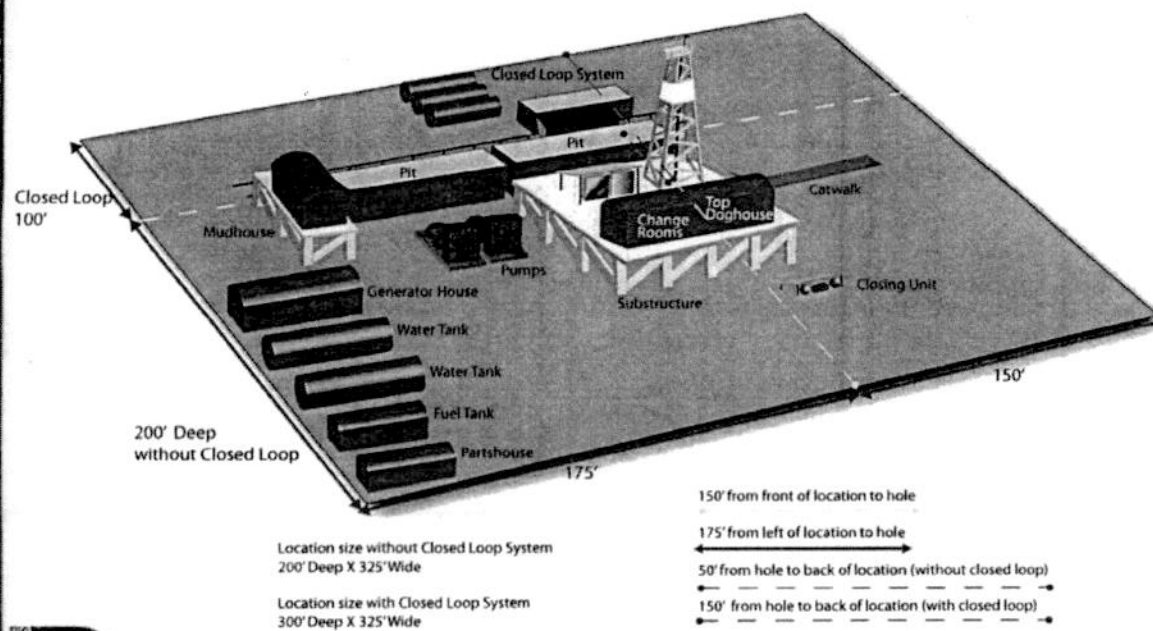 Closed Loop System
Pit
Pit
Closed Loop
100'
Mudhouse
Catwalk
Top
Doghouse
Change
Rooms
Pumps
Generator House
Substructure
Closing Unit
Water Tank
Water Tank
150'
Fuel Tank
200' Deep
without Closed Loop
Partshouse
175'
150' from front of location to hole
175' from left of location to hole
Location size without Closed Loop System
200' Deep X 325' Wide
50' from hole to back of location (without closed loop)
Location size with Closed Loop System
300' Deep X 325' Wide
150' from hole to back of location (with closed loop)